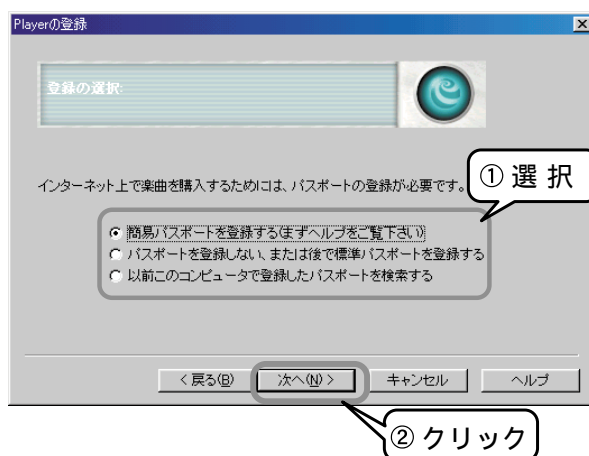 Playerの登録
登録の選択:
インターネット上で楽曲を購入するためには、パスポートの登録が必要です。
① 選 択
簡易パスポートを登録する(まずヘルプをご覧下さい)
パスポートを登録しない、または後で標準パスポートを登録する
以前このコンピュータで登録したパスポートを検索する
< 戻る(B) 次へ(N) > キャンセル ヘルプ
② クリック